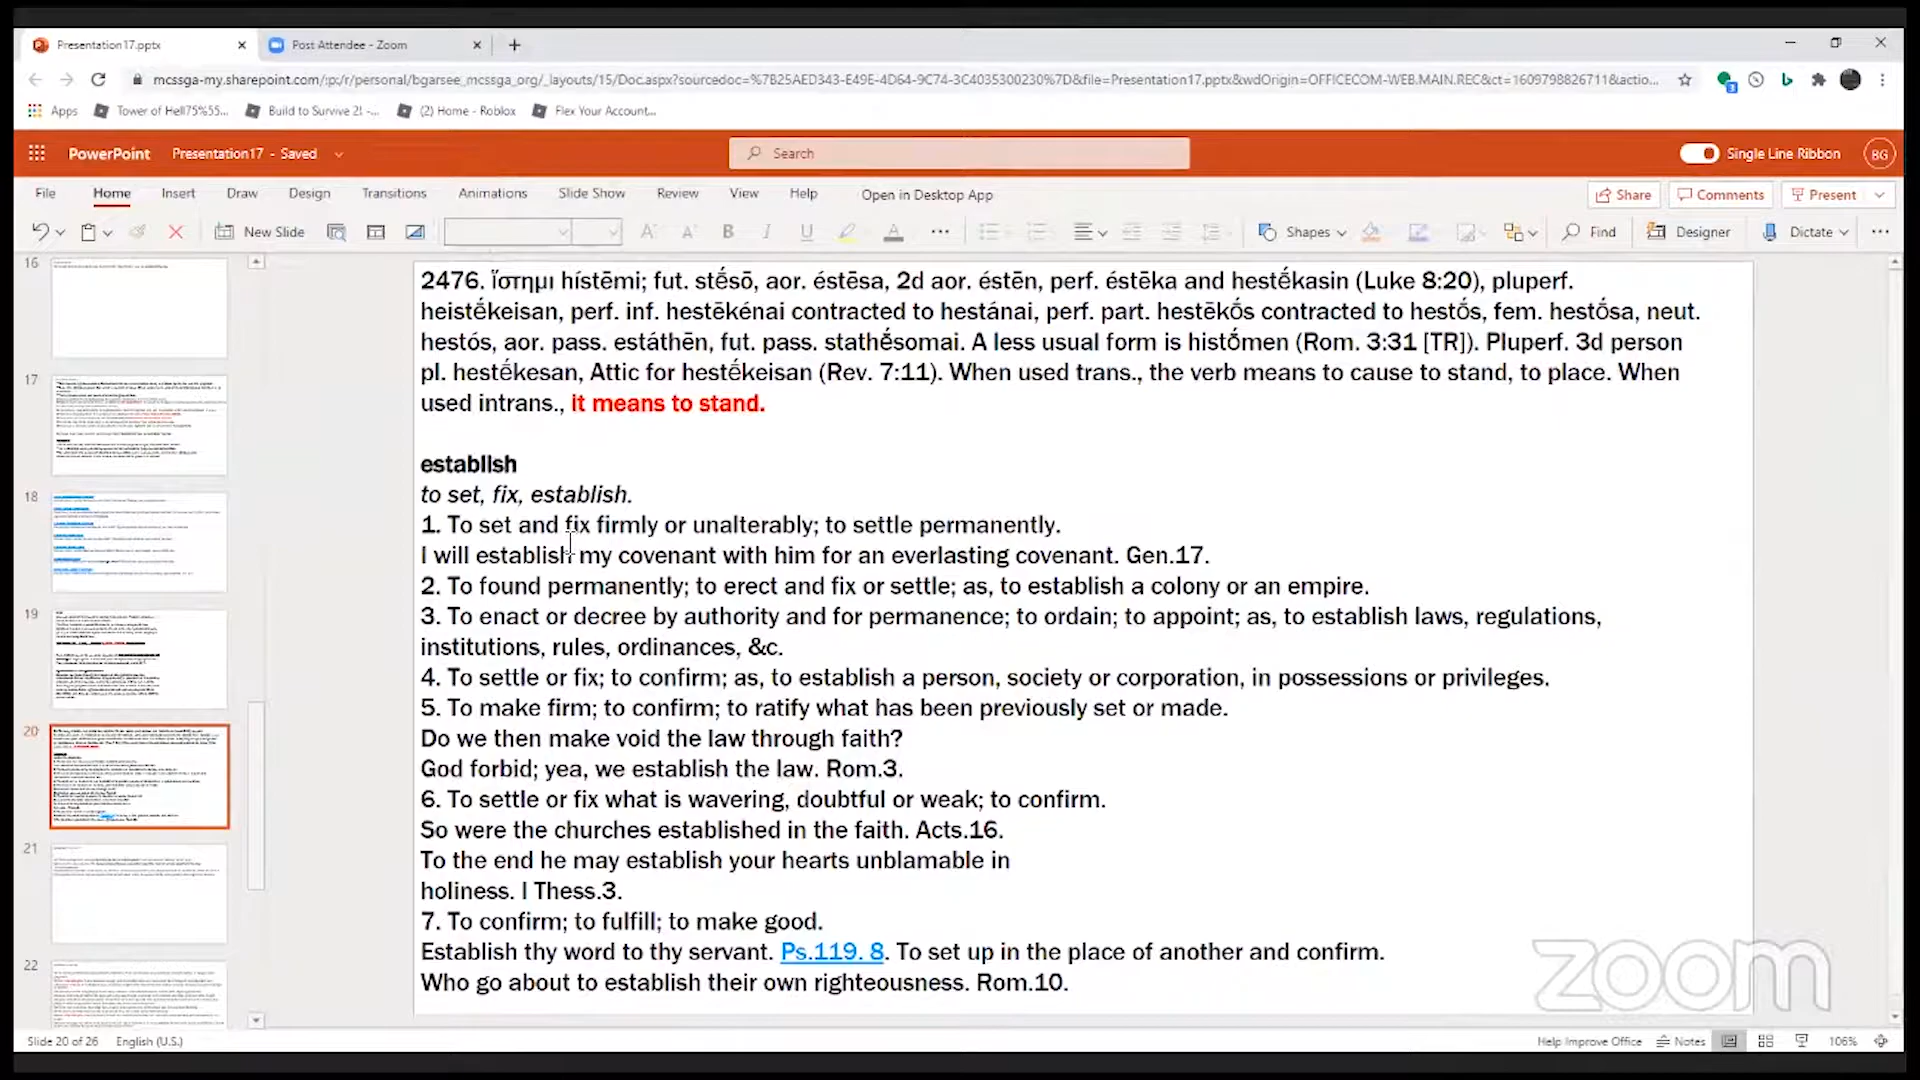 Presentation17.pptx
Post Attendee - Zoom
mcssga-my.sharepoint.com/:p:/r/personal/bgarsee_mcssga_org/_layouts/15/Doc.aspx?sourcedoc=%7B25AED343-E49E-4D64-9C74-3C4035300230%7D&file=Presentation17.pptx&wdOrigin=OFFICECOM-WEB.MAIN.REC&ct=1609798826711&actio...
Apps Tower of Hell75%55... Build to Survive 2! -... (2) Home - Roblox Flex Your Account...
PowerPoint Presentation17 - Saved Search Single Line Ribbon BG
File Home Insert Draw Design Transitions Animations Slide Show Review View Help Open in Desktop App Share Comments Present
New Slide B I U A Shapes Find Designer Dictate
16
17
18
19
20
21
22
2476. ἵστημι hístēmi; fut. stḗsō, aor. éstēsa, 2d aor. éstēn, perf. éstēka and hestḗkasin (Luke 8:20), pluperf.
heistḗkeisan, perf. inf. hestēkénai contracted to hestánai, perf. part. hestēkṓs contracted to hestṓs, fem. hestṓsa, neut.
hestós, aor. pass. estáthēn, fut. pass. stathḗsomai. A less usual form is histṓmen (Rom. 3:31 [TR]). Pluperf. 3d person
pl. hestḗkesan, Attic for hestḗkeisan (Rev. 7:11). When used trans., the verb means to cause to stand, to place. When
used intrans., it means to stand.
establish
to set, fix, establish.
1. To set and fix firmly or unalterably; to settle permanently.
I will establish my covenant with him for an everlasting covenant. Gen.17.
2. To found permanently; to erect and fix or settle; as, to establish a colony or an empire.
3. To enact or decree by authority and for permanence; to ordain; to appoint; as, to establish laws, regulations,
institutions, rules, ordinances, &c.
4. To settle or fix; to confirm; as, to establish a person, society or corporation, in possessions or privileges.
5. To make firm; to confirm; to ratify what has been previously set or made.
Do we then make void the law through faith?
God forbid; yea, we establish the law. Rom.3.
6. To settle or fix what is wavering, doubtful or weak; to confirm.
So were the churches established in the faith. Acts.16.
To the end he may establish your hearts unblamable in
holiness. I Thess.3.
7. To confirm; to fulfill; to make good.
Establish thy word to thy servant. Ps.119. 8. To set up in the place of another and confirm.
Who go about to establish their own righteousness. Rom.10.
zoom
Slide 20 of 26 English (U.S.) Help Improve Office Notes 106%